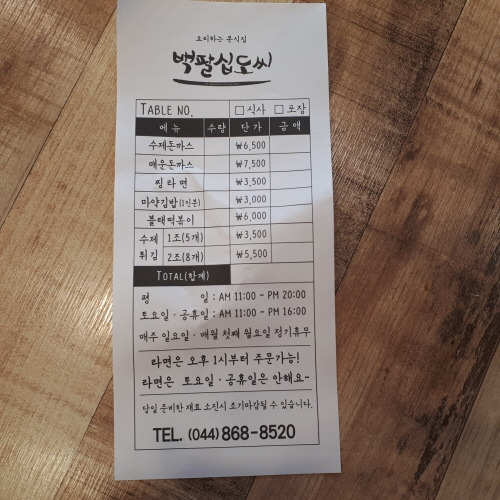 요리하는 분식집
백팔십도씨
TABLE NO. □식사 □포장
메뉴 수량 단가 금액
수제돈까스 ₩6,500
매운돈까스 ₩7,500
찡라면 ₩3,500
마약김밥(1인분) ₩3,000
블랙떡볶이 ₩6,000
수제 튀김 1조(5개) ₩3,500
2조(8개) ₩5,500
TOTAL(합계)
평 일 : AM 11:00 - PM 20:00
토요일·공휴일 : AM 11:00 - PM 16:00
매주 일요일·매월 첫째 월요일 정기휴무
라면은 오후 1시부터 주문가능!
라면은 토요일·공휴일은 안해요~
당일 준비한 재료 소진시 조기마감될 수 있습니다.
TEL. (044) 868-8520